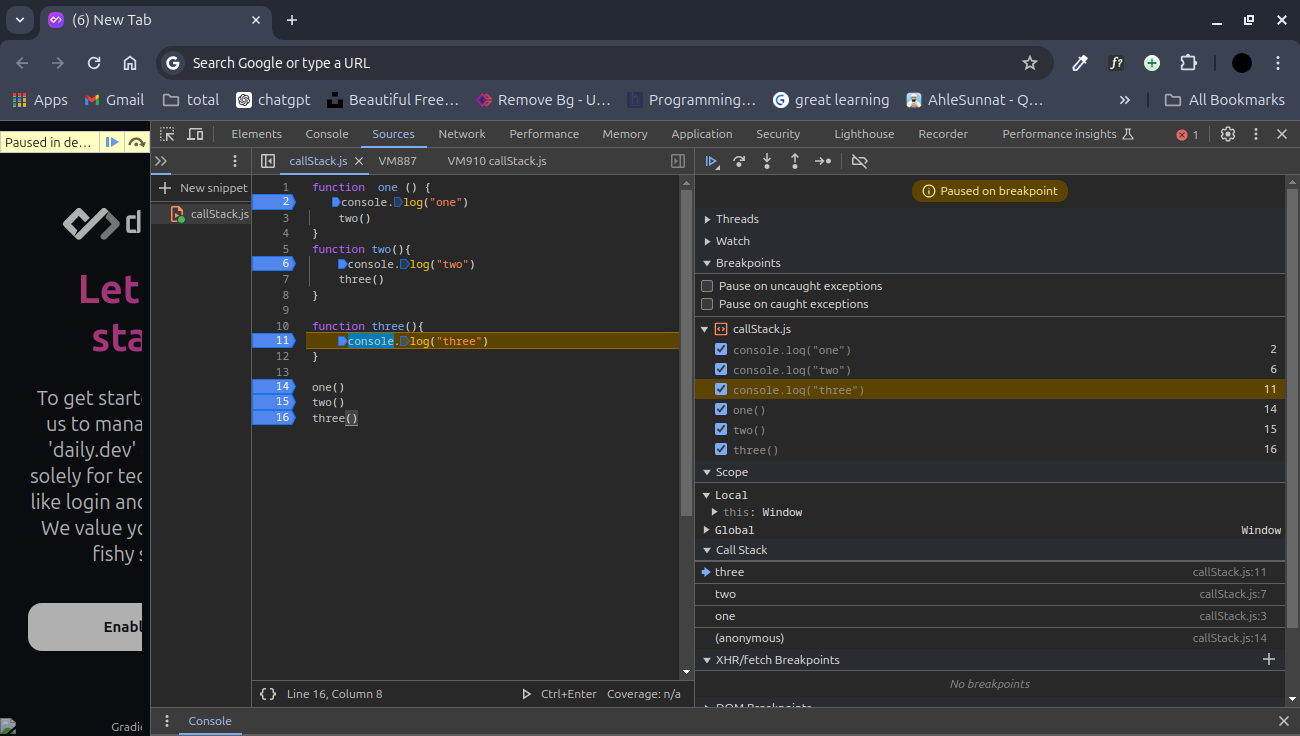 (6) New Tab
Search Google or type a URL
f?
Apps Gmail total chatgpt Beautiful Free… Remove Bg - U… Programming… great learning AhleSunnat - Q… All Bookmarks
Paused in de…
Elements Console Sources Network Performance Memory Application Security Lighthouse Recorder Performance insights 1
callStack.js VM887 VM910 callStack.js
New snippet
callStack.js
1 function one () {
2 console.log("one")
3 two()
4 }
5 function two(){
6 console.log("two")
7 three()
8 }
9
10 function three(){
11 console.log("three")
12 }
13
14 one()
15 two()
16 three()
Line 16, Column 8 Ctrl+Enter Coverage: n/a
Paused on breakpoint
Threads
Watch
Breakpoints
Pause on uncaught exceptions
Pause on caught exceptions
callStack.js
console.log("one") 2
console.log("two") 6
console.log("three") 11
one() 14
two() 15
three() 16
Scope
Local
this: Window
Global Window
Call Stack
three callStack.js:11
two callStack.js:7
one callStack.js:3
(anonymous) callStack.js:14
XHR/fetch Breakpoints
No breakpoints
DOM Breakpoints
d
Let
sta
To get starte
us to mana
'daily.dev'
solely for tec
like login and
We value yo
fishy s
Enabl
Gradie
Console